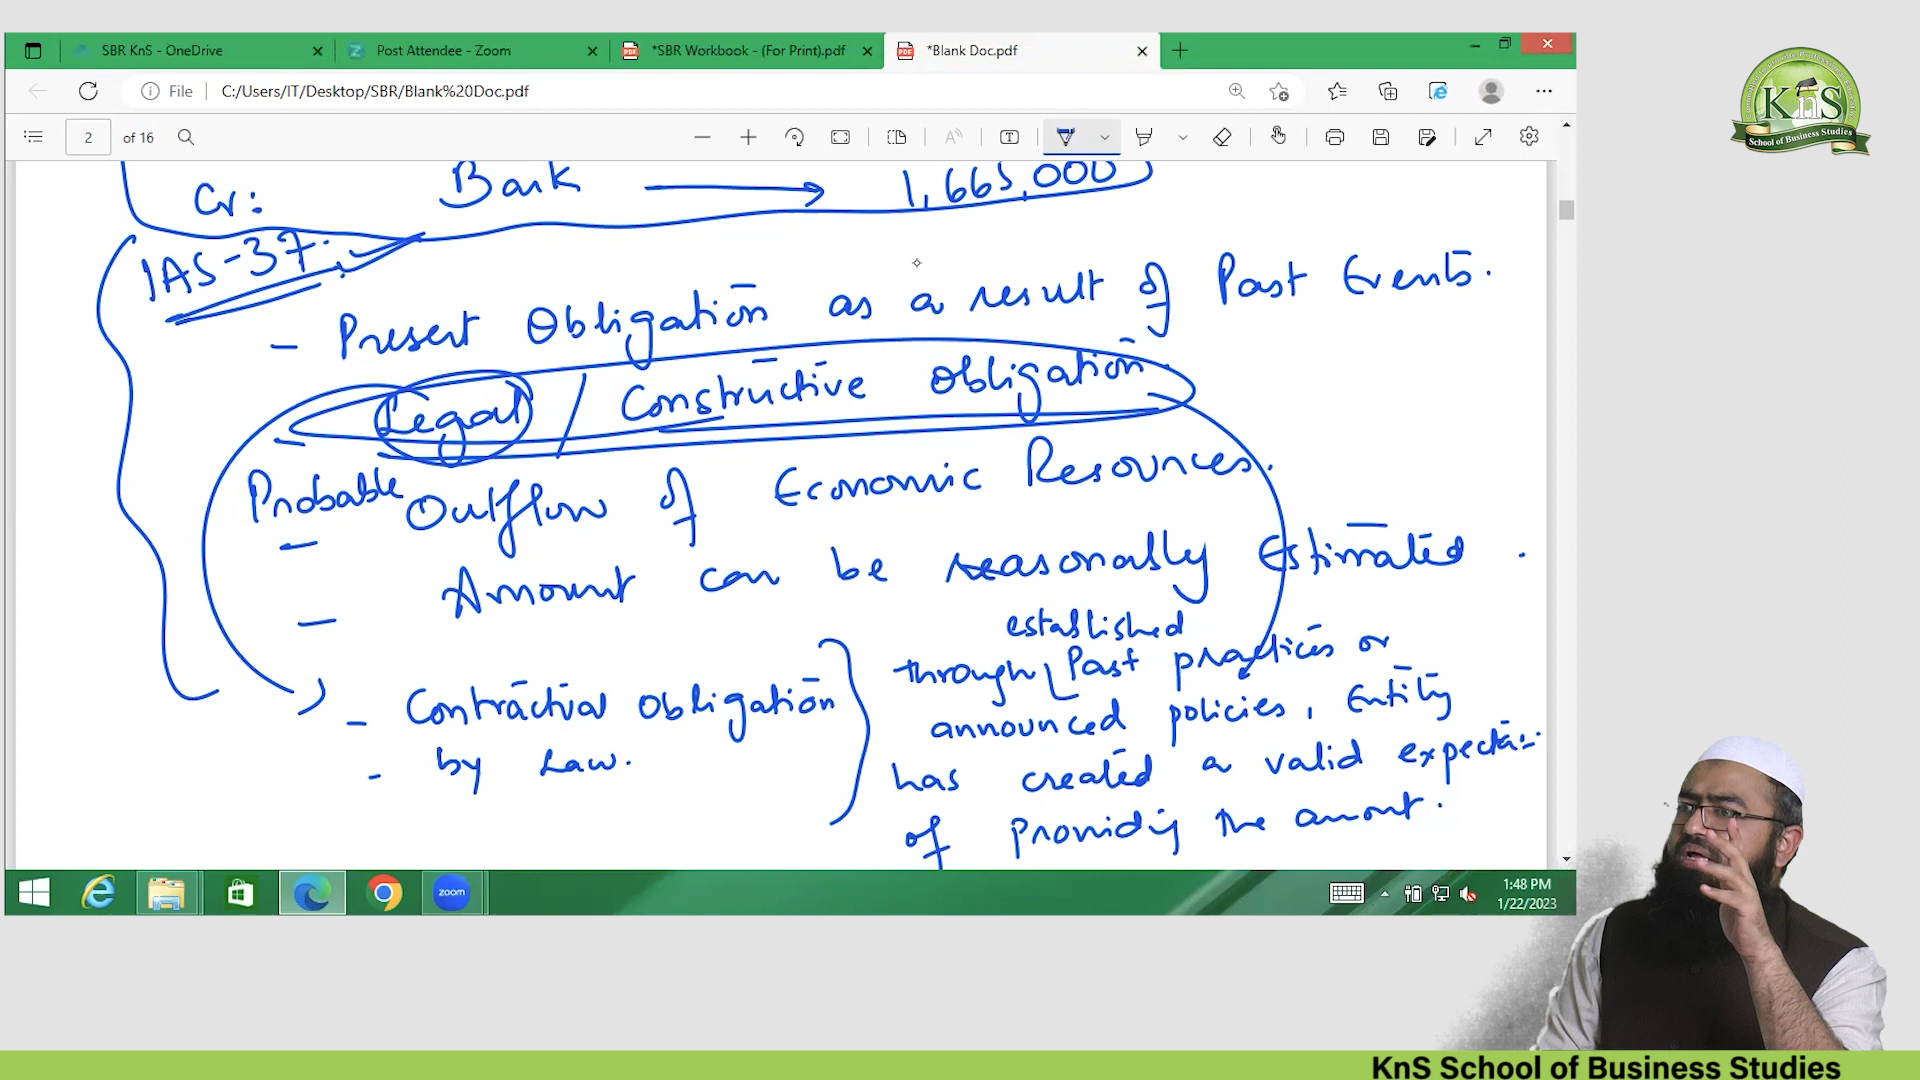 SBR KnS - OneDrive
Post Attendee - Zoom
*SBR Workbook - (For Print).pdf
*Blank Doc.pdf
File
C:/Users/IT/Desktop/SBR/Blank%20Doc.pdf
2 of 16
Cr: Bank 1,665,000
IAS-37:
- Present Obligation as a result of Past Events.
Legal / Constructive Obligation
Probable Outflow of Economic Resources.
- Amount can be reasonably Estimated.
- Contractual Obligation
- by Law.
established
through Past practices or
announced policies, Entity
has created a valid
of Providing the amount.
zoom
1:48 PM
1/22/2023
KnS
School of Business Studies
KnS School of Business Studies